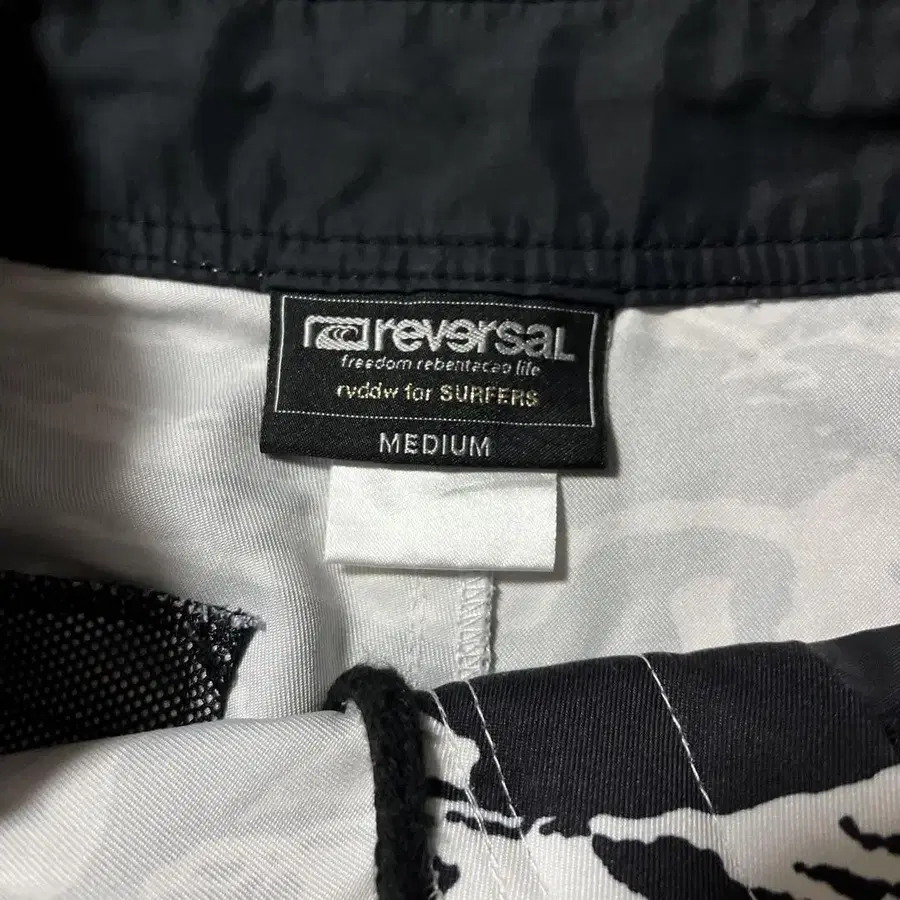 reversal
freedom rebentacao life
rvddw for SURFERS
MEDIUM